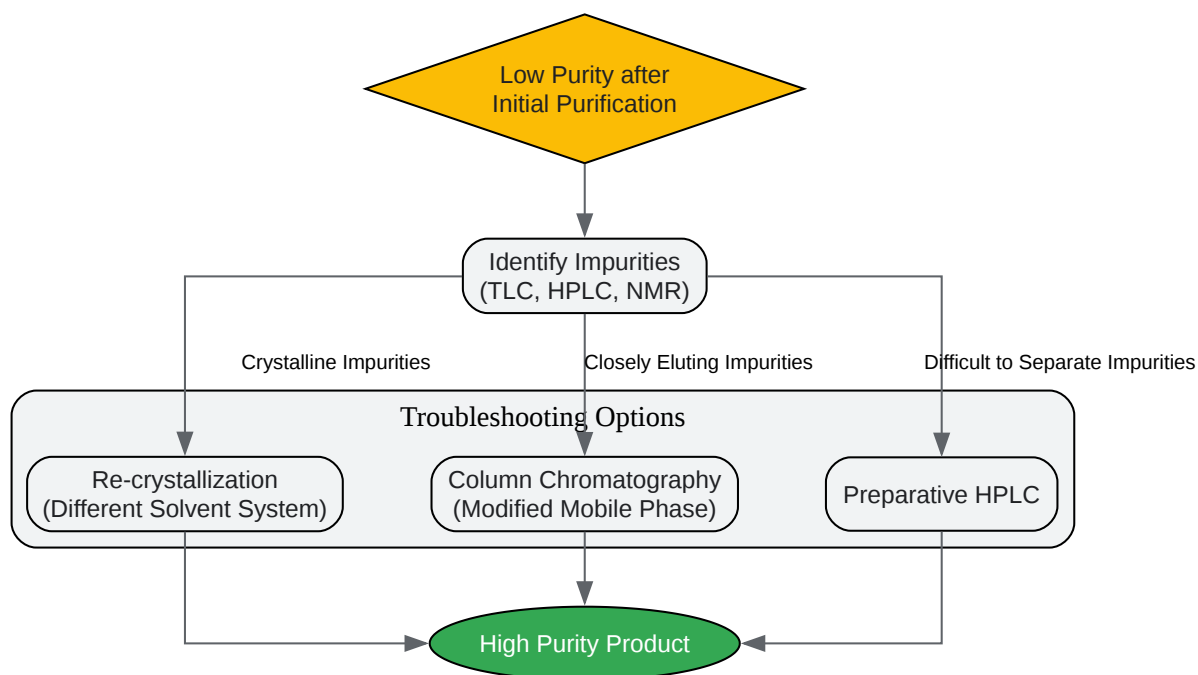 Low Purity after
Initial Purification
Identify Impurities
(TLC, HPLC, NMR)
Crystalline Impurities
Closely Eluting Impurities
Difficult to Separate Impurities
Troubleshooting Options
Re-crystallization
(Different Solvent System)
Column Chromatography
(Modified Mobile Phase)
Preparative HPLC
High Purity Product